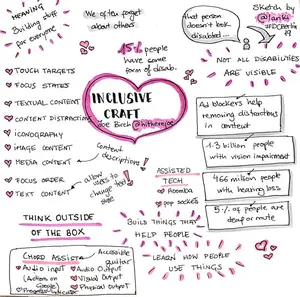 MEANING
Building stuff
for everyone!
We often forget
about others.
15% people
have some
form of disab.
that person
doesn't look
disabled...
Sketch by
NOT ALL DISABILITIES
ARE VISIBLE
INCLUSIVE
CRAFT
Joe Birch @hitherejoe
TOUCH TARGETS
FOCUS STATES
TEXTUAL CONTENT
CONTENT DISTRACTIONS
ICONOGRAPHY
IMAGE CONTENT
MEDIA CONTENT
FOCUS ORDER
TEXT CONTENT
content
descriptions!
allow
users to
change text
size
Ad blockers help
removing distractions
in content
1.3 billion people
with vision impairment
466 million people
with hearing loss
5% of people are
deaf or mute
ASSISTED
TECH
Roomba
pop sockets
THINK OUTSIDE
OF THE BOX
CHORD ASSIST
Accessible
guitar
Audio input
(Actions on
Google)
Audio Output
Visual Output
Physical Output
BUILD THINGS THAT
HELP PEOPLE
LEARN HOW PEOPLE
USE THINGS